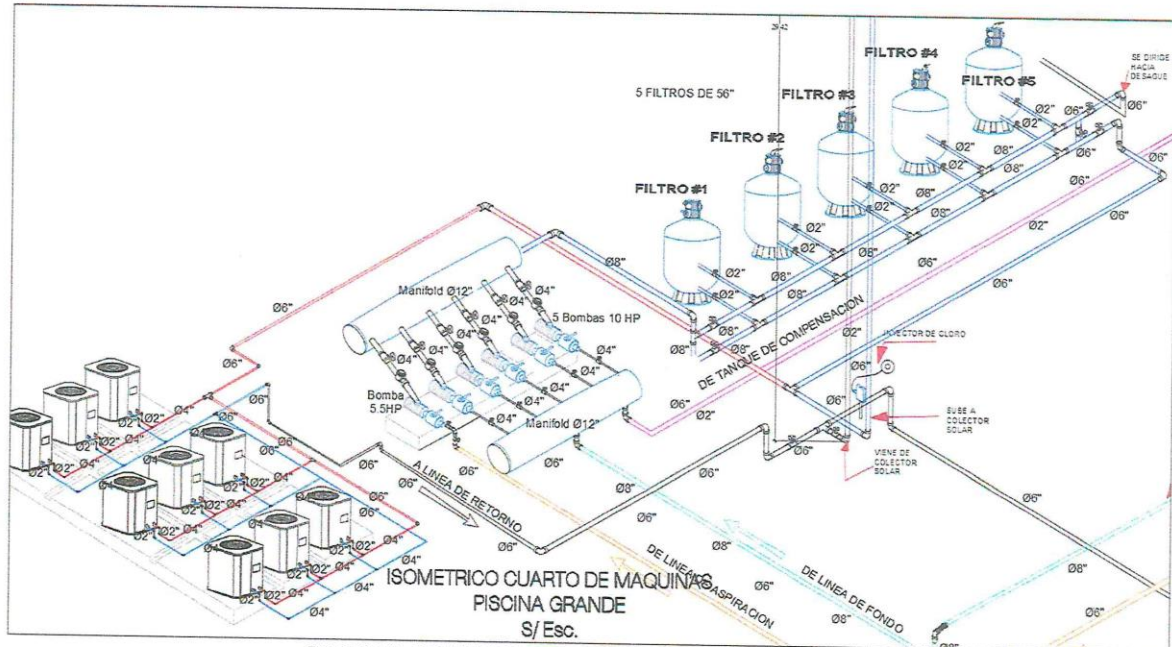 29.42
FILTRO #5
FILTRO #4
SE DIRIGE
HACIA
DESAGUE
5 FILTROS DE 56"
FILTRO #3
FILTRO #2
FILTRO #1
Ø2"
Ø6"
Ø8"
Manifold Ø12"
Ø4"
5 Bombas 10 HP
DE TANQUE DE COMPENSACION
INYECTOR DE CLORO
Bomba
5.5HP
Manifold Ø12"
SUBE A
COLECTOR
SOLAR
VIENE DE
COLECTOR
SOLAR
A LINEA DE RETORNO
DE LINEA DE ASPIRACION
DE LINEA DE FONDO
ISOMETRICO CUARTO DE MAQUINAS
PISCINA GRANDE
S/ Esc.